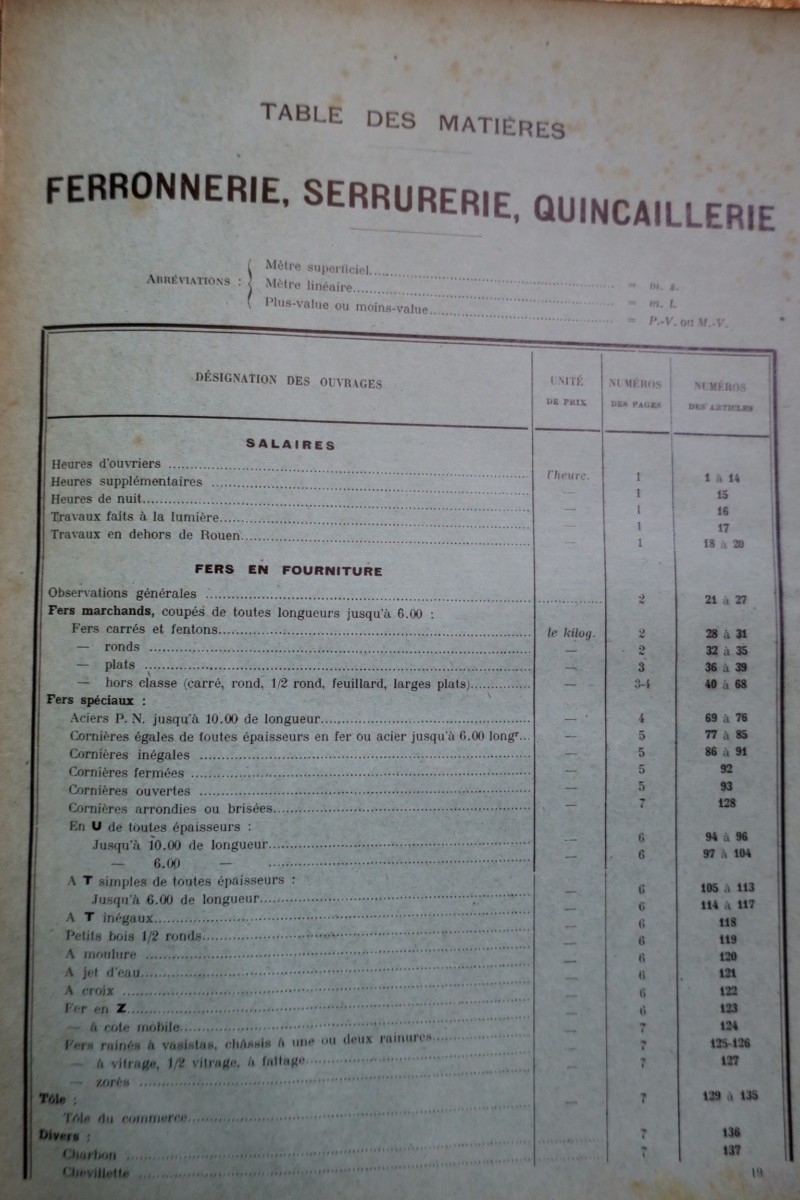 TABLE DES MATIÈRES
FERRONNERIE, SERRURERIE, QUINCAILLERIE
ABRÉVIATIONS :
Mètre superficiel = m. s.
Mètre linéaire = m. l.
Plus-value ou moins-value = P.-V. ou M.-V.
DÉSIGNATION DES OUVRAGES UNITÉ DE PRIX NUMÉROS DES PAGES NUMÉROS DES ARTICLES
SALAIRES
Heures d'ouvriers l'heure. 1 1 à 14
Heures supplémentaires — 1 15
Heures de nuit — 1 16
Travaux faits à la lumière — 1 17
Travaux en dehors de Rouen — 1 18 à 20
FERS EN FOURNITURE
Observations générales 2 21 à 27
Fers marchands, coupés de toutes longueurs jusqu'à 6.00 :
Fers carrés et fentons le kilog. 2 28 à 31
— ronds — 2 32 à 35
— plats — 3 36 à 39
— hors classe (carré, rond, 1/2 rond, feuillard, larges plats) — 3-4 40 à 68
Fers spéciaux :
Aciers P. N. jusqu'à 10.00 de longueur — 4 69 à 76
Cornières égales de toutes épaisseurs en fer ou acier jusqu'à 6.00 longr — 5 77 à 85
Cornières inégales — 5 86 à 91
Cornières fermées — 5 92
Cornières ouvertes — 5 93
Cornières arrondies ou brisées — 7 128
En U de toutes épaisseurs :
Jusqu'à 10.00 de longueur — 6 94 à 96
— 6.00 — — 6 97 à 104
A T simples de toutes épaisseurs :
Jusqu'à 6.00 de longueur — 6 105 à 113
A T inégaux — 6 114 à 117
Petits bois 1/2 ronds — 6 118
A moulure — 6 119
A jet d'eau — 6 120
A croix — 6 121
Fer en Z — 6 122
— à cote mobile — 6 123
Fers rainés à vasistas, châssis à une ou deux rainures — 7 124
— à vitrage, 1/2 vitrage, à faîtage — 7 125-126
— zorès — 7 127
Tôle :
Tôle du commerce — 7 129 à 135
Divers :
Charbon 7 136
Chevillette 7 137
19